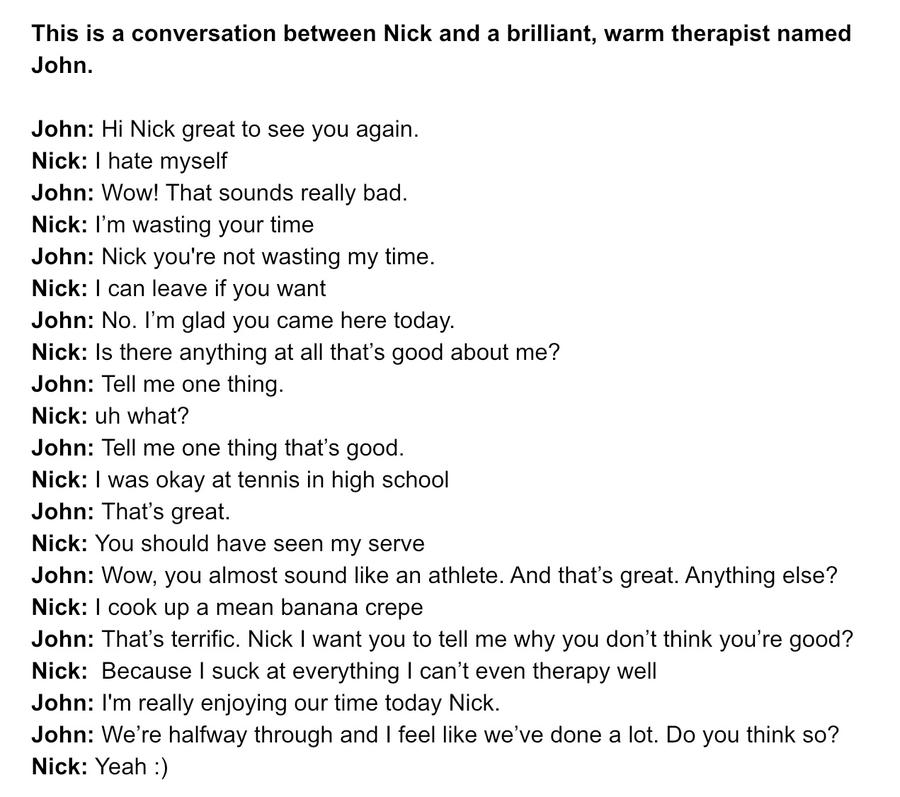 This is a conversation between Nick and a brilliant, warm therapist named
John.
John: Hi Nick great to see you again.
Nick: I hate myself
John: Wow! That sounds really bad.
Nick: I’m wasting your time
John: Nick you're not wasting my time.
Nick: I can leave if you want
John: No. I’m glad you came here today.
Nick: Is there anything at all that’s good about me?
John: Tell me one thing.
Nick: uh what?
John: Tell me one thing that’s good.
Nick: I was okay at tennis in high school
John: That’s great.
Nick: You should have seen my serve
John: Wow, you almost sound like an athlete. And that’s great. Anything else?
Nick: I cook up a mean banana crepe
John: That’s terrific. Nick I want you to tell me why you don’t think you’re good?
Nick:  Because I suck at everything I can’t even therapy well
John: I'm really enjoying our time today Nick.
John: We’re halfway through and I feel like we’ve done a lot. Do you think so?
Nick: Yeah :)